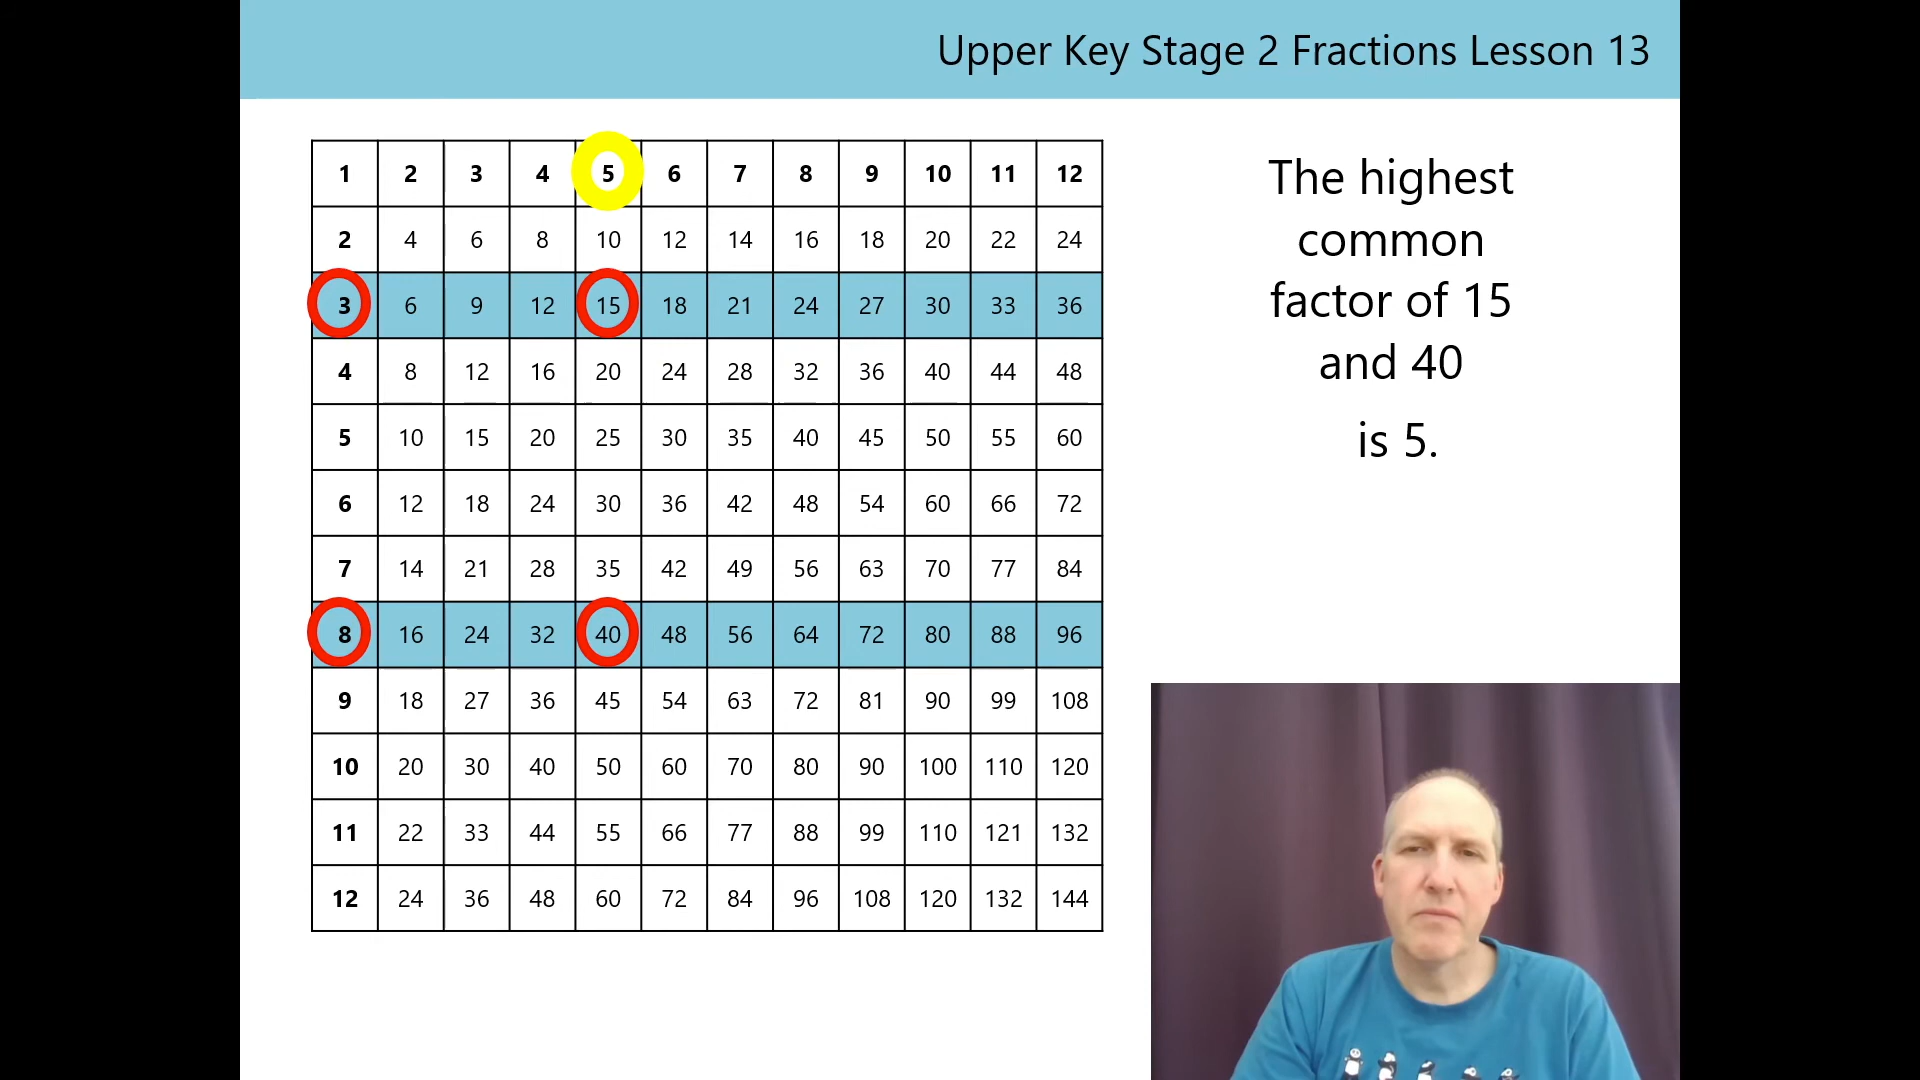 Upper Key Stage 2 Fractions Lesson 13
1 2 3 4 5 6 7 8 9 10 11 12
2 4 6 8 10 12 14 16 18 20 22 24
3 6 9 12 15 18 21 24 27 30 33 36
4 8 12 16 20 24 28 32 36 40 44 48
5 10 15 20 25 30 35 40 45 50 55 60
6 12 18 24 30 36 42 48 54 60 66 72
7 14 21 28 35 42 49 56 63 70 77 84
8 16 24 32 40 48 56 64 72 80 88 96
9 18 27 36 45 54 63 72 81 90 99 108
10 20 30 40 50 60 70 80 90 100 110 120
11 22 33 44 55 66 77 88 99 110 121 132
12 24 36 48 60 72 84 96 108 120 132 144
The highest
common
factor of 15
and 40
is 5.